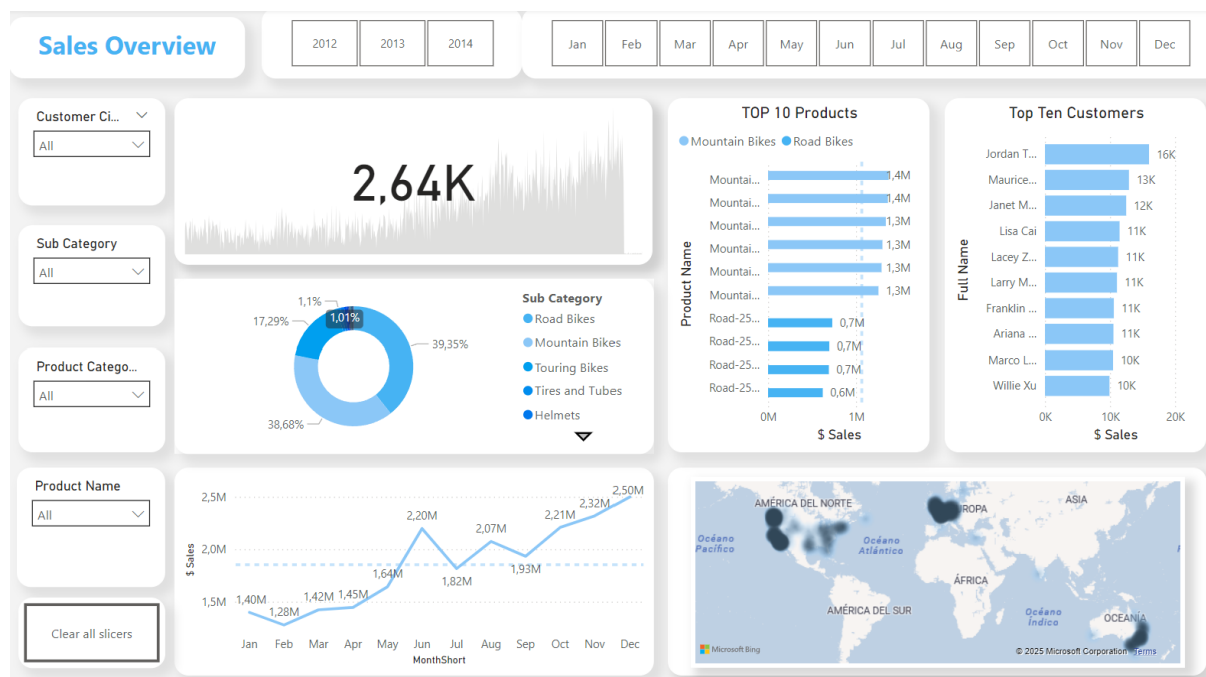 Sales Overview
2012 2013 2014
Jan Feb Mar Apr May Jun Jul Aug Sep Oct Nov Dec
Customer Ci...
All
Sub Category
All
Product Catego...
All
Product Name
All
Clear all slicers
2,64K
1,1%
1,01%
17,29%
39,35%
38,68%
Sub Category
Road Bikes
Mountain Bikes
Touring Bikes
Tires and Tubes
Helmets
TOP 10 Products
Mountain Bikes Road Bikes
Product Name
Mountai... 1,4M
Mountai... 1,4M
Mountai... 1,3M
Mountai... 1,3M
Mountai... 1,3M
Mountai... 1,3M
Road-25... 0,7M
Road-25... 0,7M
Road-25... 0,7M
Road-25... 0,6M
0M 1M
$ Sales
Top Ten Customers
Full Name
Jordan T... 16K
Maurice... 13K
Janet M... 12K
Lisa Cai 11K
Lacey Z... 11K
Larry M... 11K
Franklin ... 11K
Ariana ... 11K
Marco L... 10K
Willie Xu 10K
0K 10K 20K
$ Sales
$ Sales
2,5M
2,0M
1,5M
1,40M 1,28M 1,42M 1,45M 1,64M 2,20M 1,82M 2,07M 1,93M 2,21M 2,32M 2,50M
Jan Feb Mar Apr May Jun Jul Aug Sep Oct Nov Dec
MonthShort
AMÉRICA DEL NORTE
ROPA
ASIA
Océano
Pacífico
Océano
Atlántico
ÁFRICA
AMÉRICA DEL SUR
Océano
Índico
OCEANÍA
Microsoft Bing
© 2025 Microsoft Corporation Terms